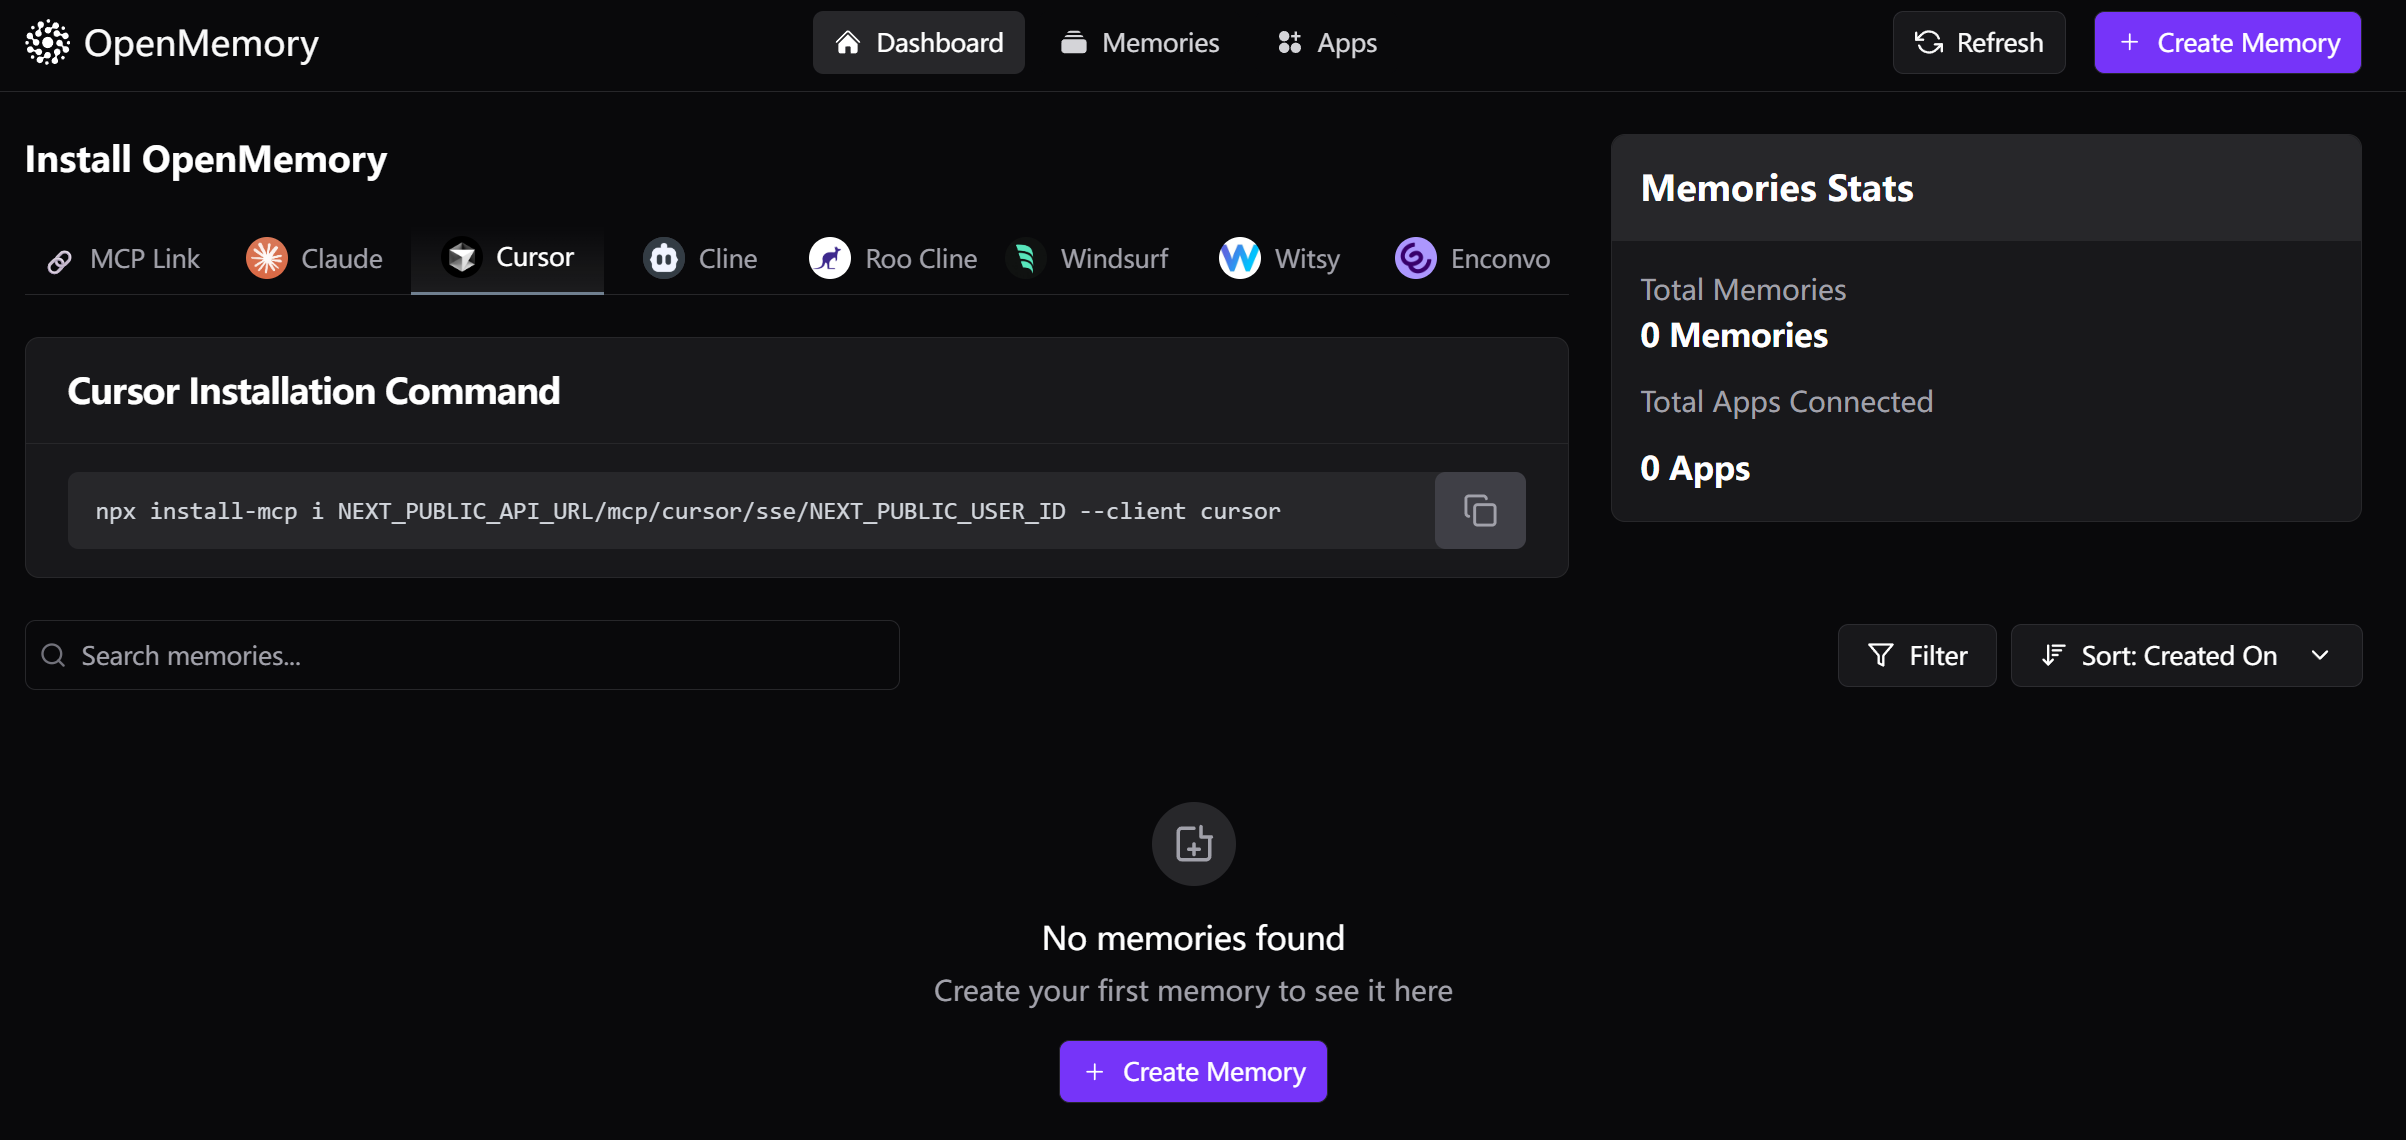 OpenMemory
Dashboard
Memories
Apps
Refresh
+ Create Memory
Install OpenMemory
MCP Link
Claude
Cursor
Cline
Roo Cline
Windsurf
Witsy
Enconvo
Cursor Installation Command
npx install-mcp i NEXT_PUBLIC_API_URL/mcp/cursor/sse/NEXT_PUBLIC_USER_ID --client cursor
Memories Stats
Total Memories
0 Memories
Total Apps Connected
0 Apps
Search memories...
Filter
Sort: Created On
No memories found
Create your first memory to see it here
+ Create Memory